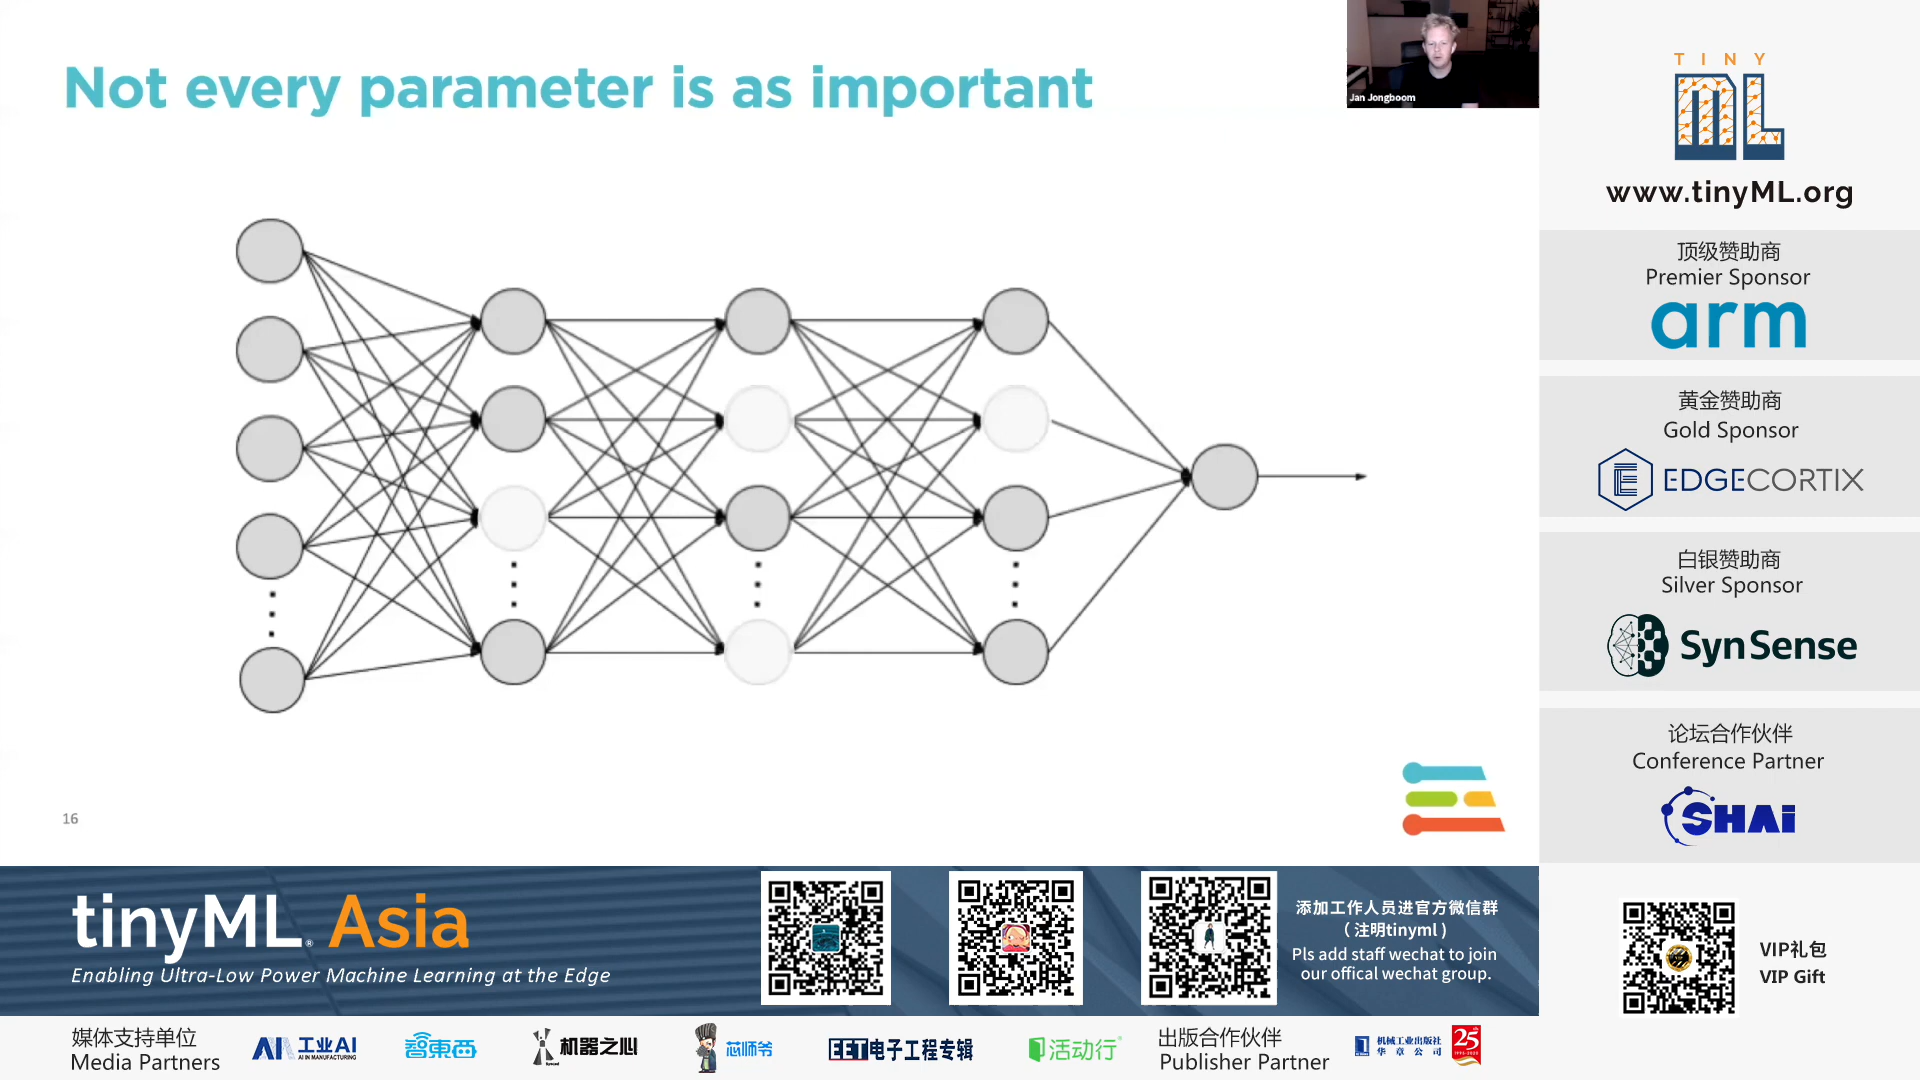 Not every parameter is as important
Jan Jongboom
16
TINY
ML
www.tinyML.org
顶级赞助商
Premier Sponsor
arm
黄金赞助商
Gold Sponsor
EDGECORTIX
白银赞助商
Silver Sponsor
SynSense
论坛合作伙伴
Conference Partner
SHAi
tinyML® Asia
Enabling Ultra-Low Power Machine Learning at the Edge
添加工作人员进官方微信群
（注明tinyml）
Pls add staff wechat to join
our offical wechat group.
VIP礼包
VIP Gift
媒体支持单位
Media Partners
工业AI
AI IN MANUFACTURING
智東西
机器之心
Synced
芯师爷
EET电子工程专辑
活动行
出版合作伙伴
Publisher Partner
机械工业出版社
华章公司
25
1995-2020